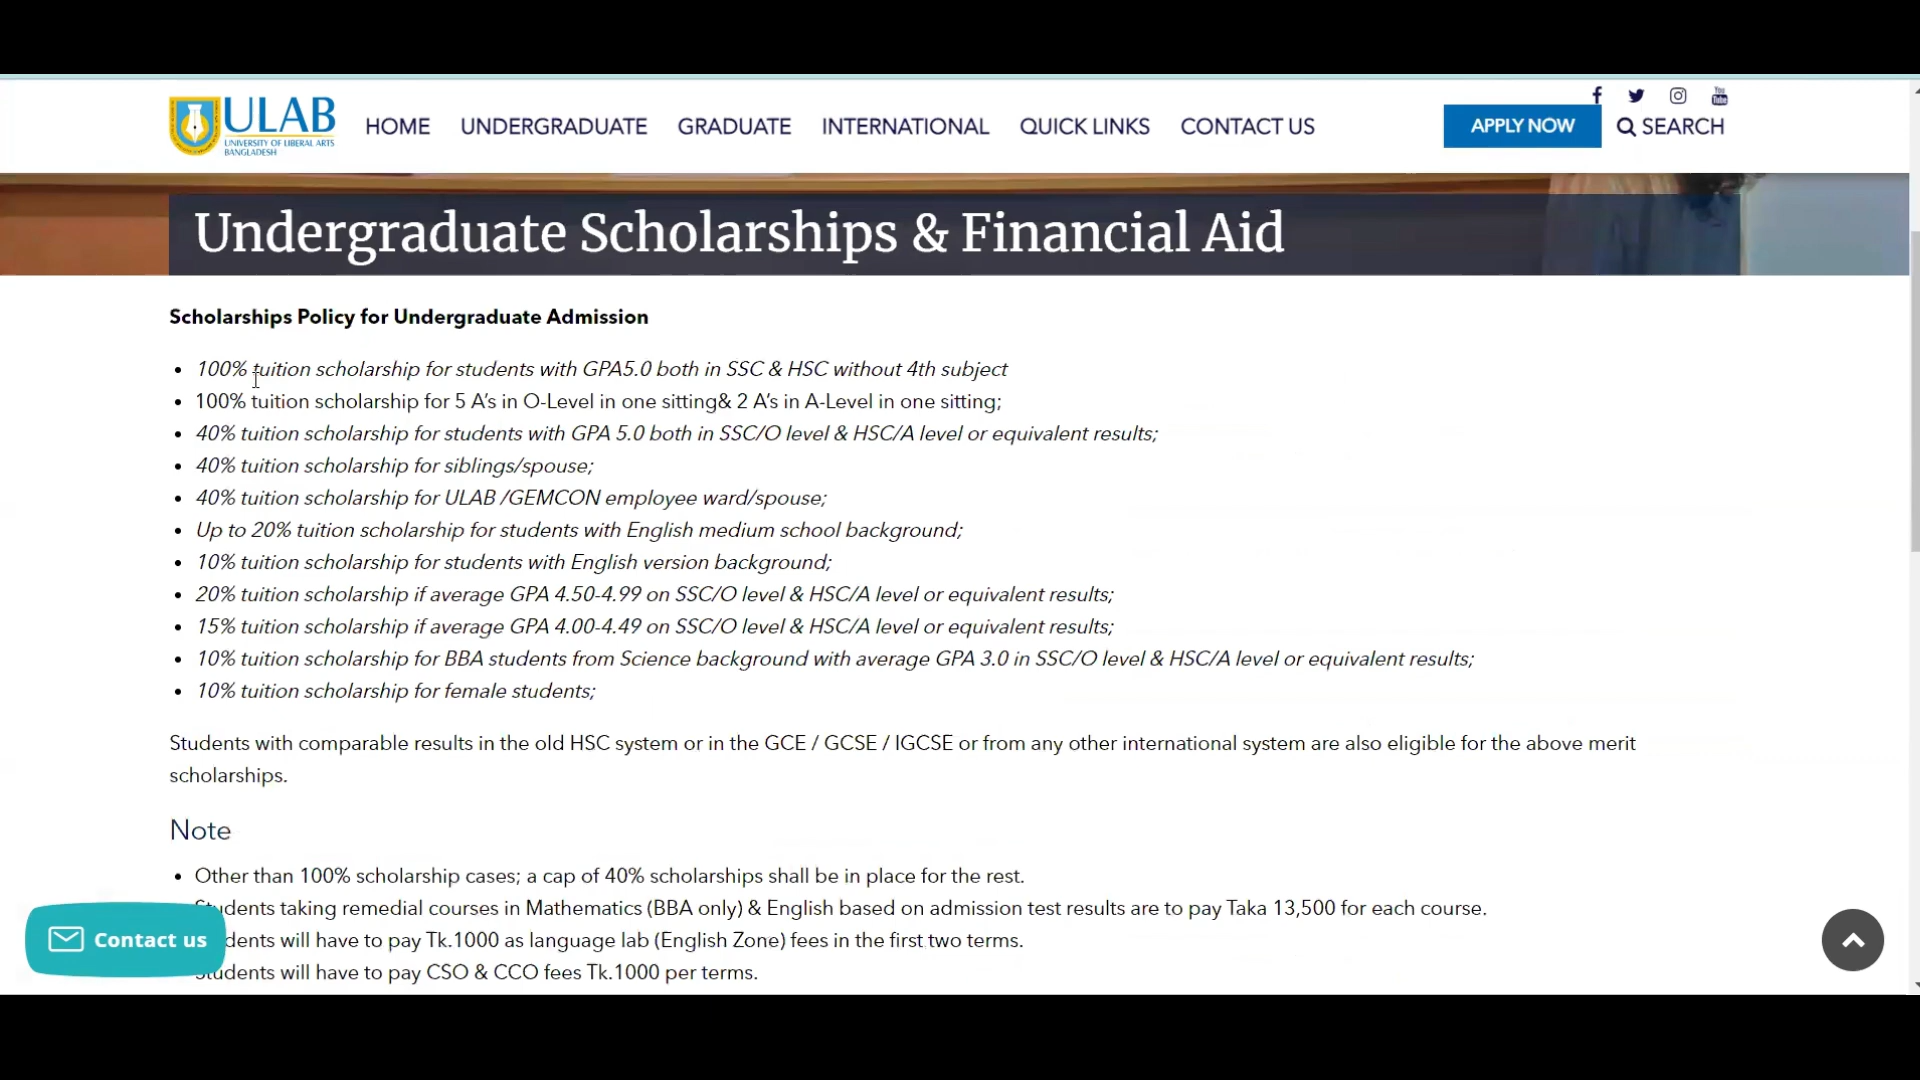 ULAB
UNIVERSITY OF LIBERAL ARTS
BANGLADESH
HOME UNDERGRADUATE GRADUATE INTERNATIONAL QUICK LINKS CONTACT US
APPLY NOW
SEARCH
Undergraduate Scholarships & Financial Aid
Scholarships Policy for Undergraduate Admission
• 100% tuition scholarship for students with GPA5.0 both in SSC & HSC without 4th subject
• 100% tuition scholarship for 5 A's in O-Level in one sitting& 2 A's in A-Level in one sitting;
• 40% tuition scholarship for students with GPA 5.0 both in SSC/O level & HSC/A level or equivalent results;
• 40% tuition scholarship for siblings/spouse;
• 40% tuition scholarship for ULAB /GEMCON employee ward/spouse;
• Up to 20% tuition scholarship for students with English medium school background;
• 10% tuition scholarship for students with English version background;
• 20% tuition scholarship if average GPA 4.50-4.99 on SSC/O level & HSC/A level or equivalent results;
• 15% tuition scholarship if average GPA 4.00-4.49 on SSC/O level & HSC/A level or equivalent results;
• 10% tuition scholarship for BBA students from Science background with average GPA 3.0 in SSC/O level & HSC/A level or equivalent results;
• 10% tuition scholarship for female students;
Students with comparable results in the old HSC system or in the GCE / GCSE / IGCSE or from any other international system are also eligible for the above merit
scholarships.
Note
• Other than 100% scholarship cases; a cap of 40% scholarships shall be in place for the rest.
Students taking remedial courses in Mathematics (BBA only) & English based on admission test results are to pay Taka 13,500 for each course.
dents will have to pay Tk.1000 as language lab (English Zone) fees in the first two terms.
Students will have to pay CSO & CCO fees Tk.1000 per terms.
Contact us